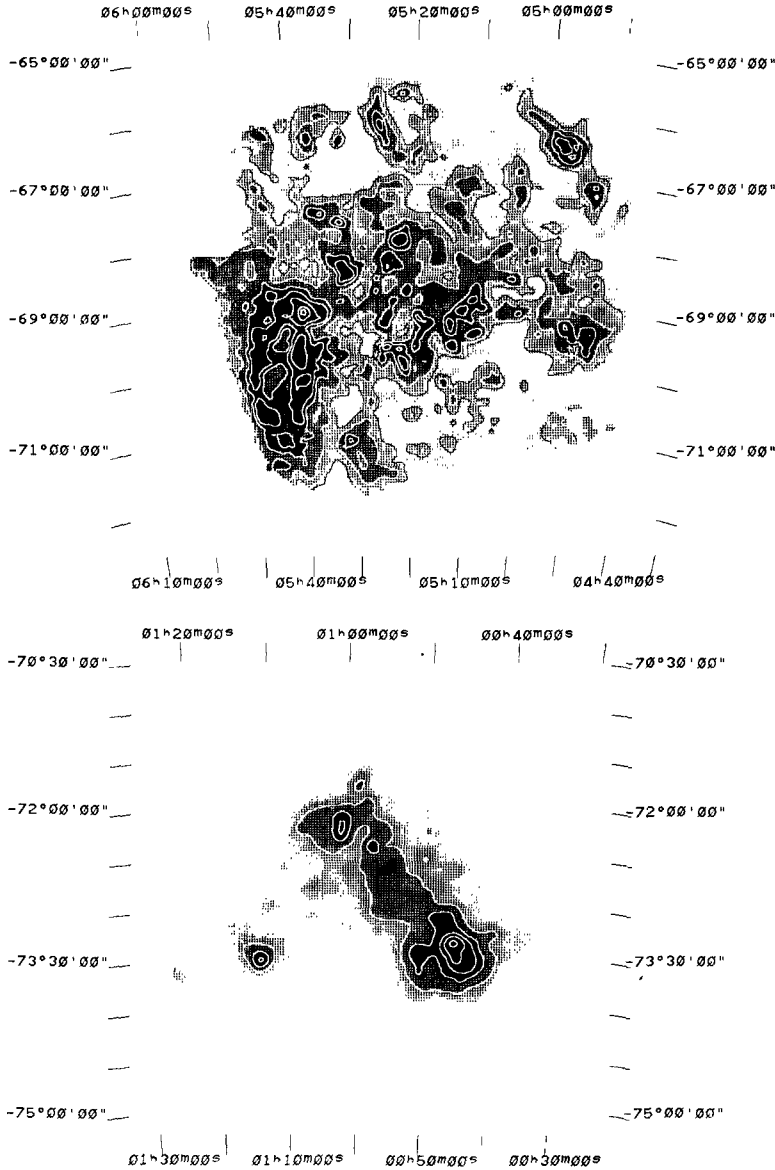 06h00m00s 05h40m00s 05h20m00s 05h00m00s
-65°00'00" -65°00'00"
-67°00'00" -67°00'00"
-69°00'00" -69°00'00"
-71°00'00" -71°00'00"
06h10m00s 05h40m00s 05h10m00s 04h40m00s
01h20m00s 01h00m00s 00h40m00s
-70°30'00" -70°30'00"
-72°00'00" -72°00'00"
-73°30'00" -73°30'00"
-75°00'00" -75°00'00"
01h30m00s 01h10m00s 00h50m00s 00h30m00s